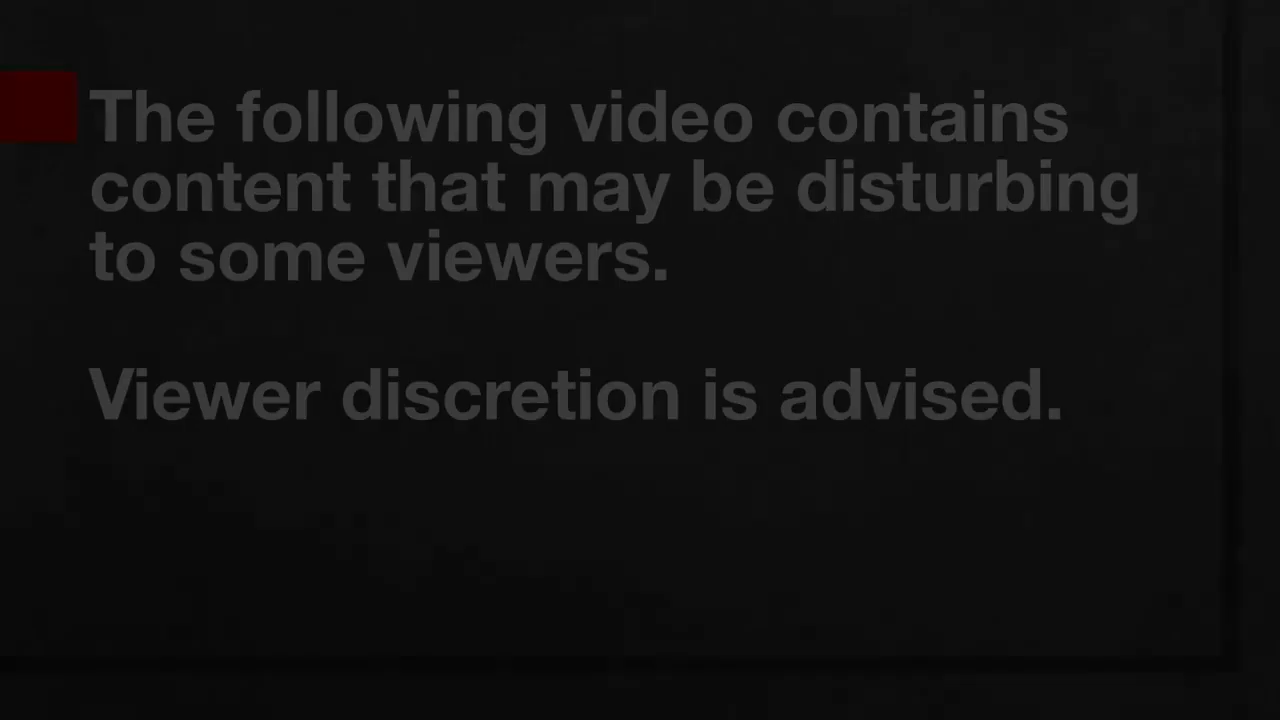 The following video contains
content that may be disturbing
to some viewers.
Viewer discretion is advised.